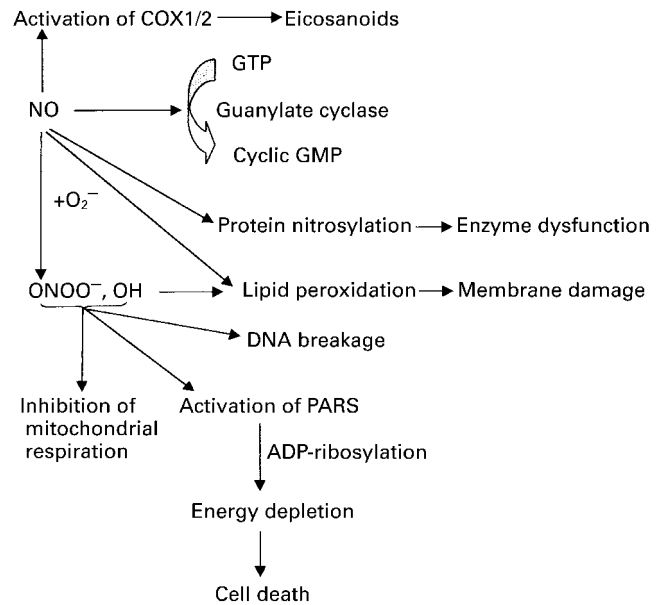 Activation of COX1/2 → Eicosanoids
GTP
NO → Guanylate cyclase
Cyclic GMP
+O₂⁻
Protein nitrosylation → Enzyme dysfunction
ONOO⁻, OH → Lipid peroxidation → Membrane damage
DNA breakage
Inhibition of
mitochondrial
respiration
Activation of PARS
ADP-ribosylation
Energy depletion
Cell death